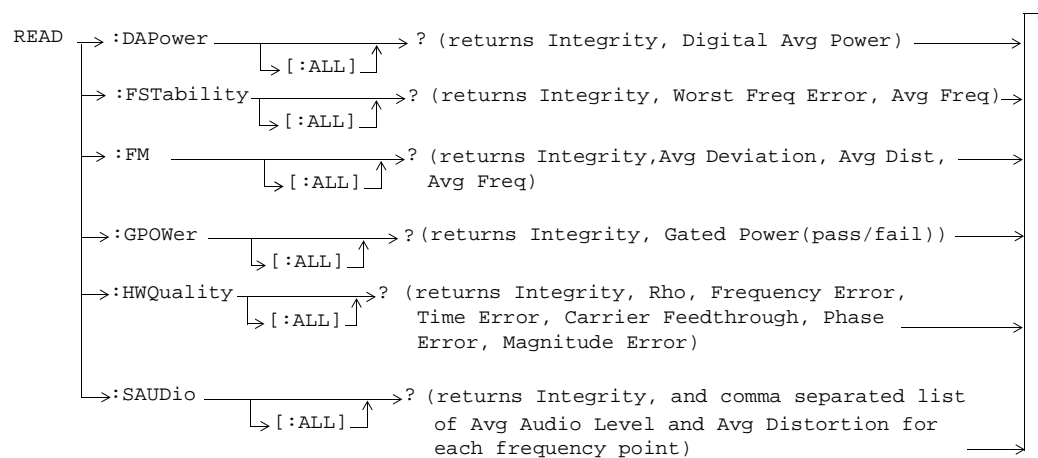 READ :DAPower ? (returns Integrity, Digital Avg Power)
[:ALL]
:FSTability ? (returns Integrity, Worst Freq Error, Avg Freq)
[:ALL]
:FM ? (returns Integrity,Avg Deviation, Avg Dist,
[:ALL] Avg Freq)
:GPOWer ? (returns Integrity, Gated Power(pass/fail))
[:ALL]
:HWQuality ? (returns Integrity, Rho, Frequency Error,
[:ALL] Time Error, Carrier Feedthrough, Phase
Error, Magnitude Error)
:SAUDio ? (returns Integrity, and comma separated list
[:ALL] of Avg Audio Level and Avg Distortion for
each frequency point)